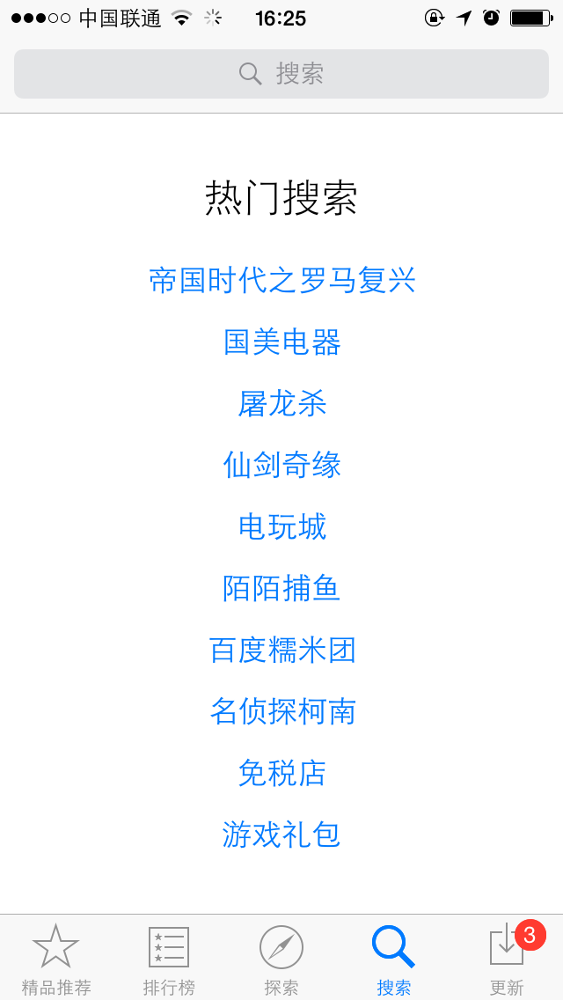 中国联通 16:25
搜索
热门搜索
帝国时代之罗马复兴
国美电器
屠龙杀
仙剑奇缘
电玩城
陌陌捕鱼
百度糯米团
名侦探柯南
免税店
游戏礼包
3
精品推荐 排行榜 探索 搜索 更新